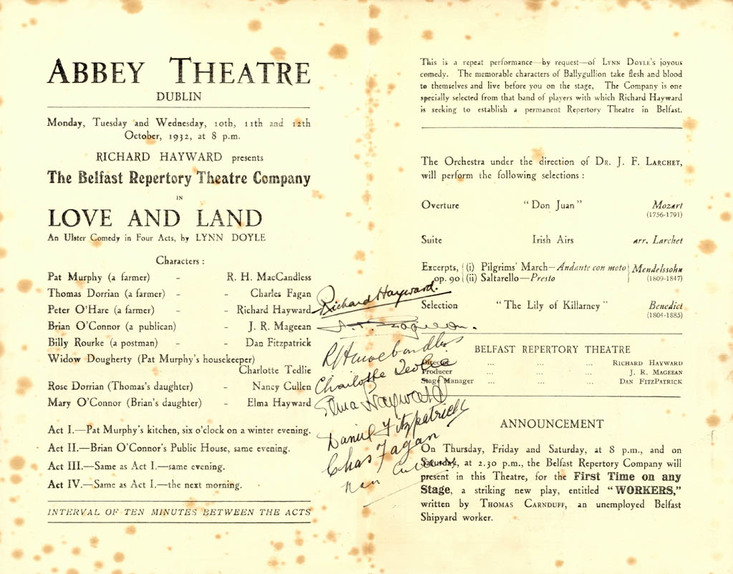 ABBEY THEATRE
DUBLIN
Monday, Tuesday and Wednesday, 10th, 11th and 12th
October, 1932, at 8 p.m.
RICHARD HAYWARD presents
The Belfast Repertory Theatre Company
IN
LOVE AND LAND
An Ulster Comedy in Four Acts, by LYNN DOYLE
Characters :
Pat Murphy (a farmer) - R. H. MacCandless
Thomas Dorrian (a farmer) - Charles Fagan
Peter O'Hare (a farmer) - Richard Hayward
Brian O'Connor (a publican) - J. R. Mageean
Billy Rourke (a postman) - Dan Fitzpatrick
Widow Dougherty (Pat Murphy's housekeeper)
Charlotte Tedlie
Rose Dorrian (Thomas's daughter) - Nancy Cullen
Mary O'Connor (Brian's daughter) - Elma Hayward
Act I.—Pat Murphy's kitchen, six o'clock on a winter evening.
Act II.—Brian O'Connor's Public House, same evening.
Act III.—Same as Act I.—same evening.
Act IV.—Same as Act I.—the next morning.
INTERVAL OF TEN MINUTES BETWEEN THE ACTS
Richard Hayward.
J. R. Mageean.
R H MacCandless
Charlotte Tedlie
Elma Hayward
Daniel Fitzpatrick
Chas Fagan
Nan Cullen
This is a repeat performance—by request—of LYNN DOYLE'S joyous
comedy. The memorable characters of Ballygullion take flesh and blood
to themselves and live before you on the stage. The Company is one
specially selected from that band of players with which Richard Hayward
is seeking to establish a permanent Repertory Theatre in Belfast.
The Orchestra under the direction of DR. J. F. LARCHET,
will perform the following selections :
Overture "Don Juan" Mozart
(1756-1791)
Suite Irish Airs arr. Larchet
Excerpts, (i) Pilgrims' March—Andante con moto Mendelssohn
op. 90 (ii) Saltarello—Presto (1809-1847)
Selection "The Lily of Killarney" Benedict
(1804-1885)
BELFAST REPERTORY THEATRE
Director ... ... ... RICHARD HAYWARD
Producer ... ... ... J. R. MAGEEAN
Stage Manager ... ... ... DAN FITZPATRICK
ANNOUNCEMENT
On Thursday, Friday and Saturday, at 8 p.m., and on
Saturday, at 2.30 p.m., the Belfast Repertory Company will
present in this Theatre, for the First Time on any
Stage, a striking new play, entitled "WORKERS,"
written by THOMAS CARNDUFF, an unemployed Belfast
Shipyard worker.